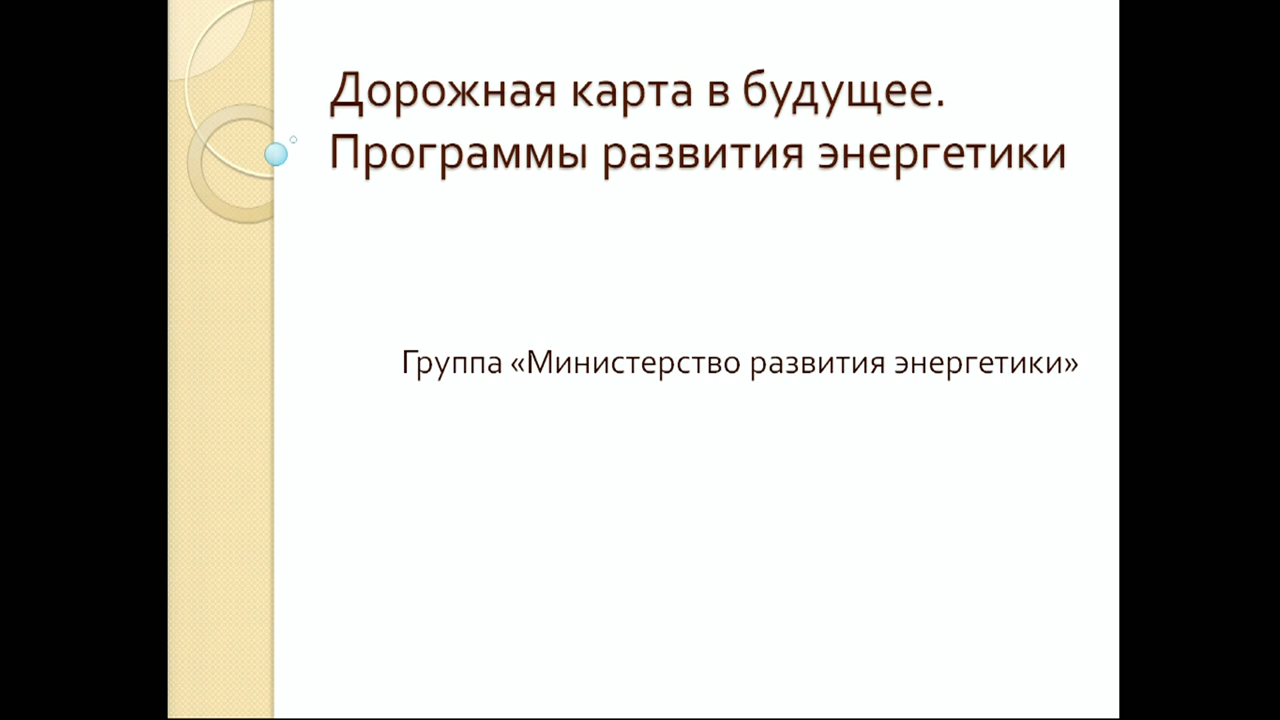 Дорожная карта в будущее.
Программы развития энергетики
Группа «Министерство развития энергетики»